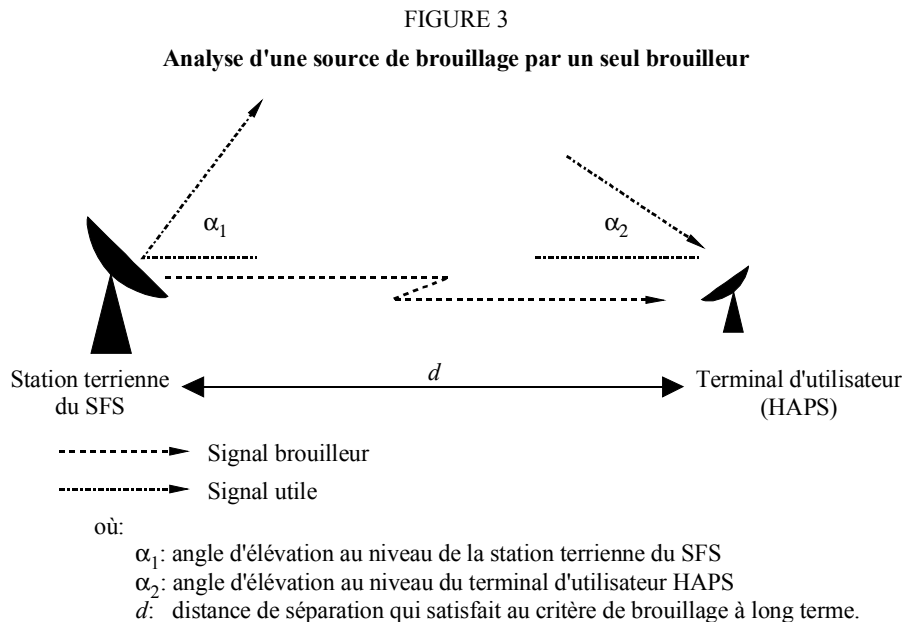 FIGURE 3
Analyse d'une source de brouillage par un seul brouilleur
α1
α2
d
Station terrienne
du SFS
Terminal d'utilisateur
(HAPS)
Signal brouilleur
Signal utile
où:
α1: angle d'élévation au niveau de la station terrienne du SFS
α2: angle d'élévation au niveau du terminal d'utilisateur HAPS
d: distance de séparation qui satisfait au critère de brouillage à long terme.